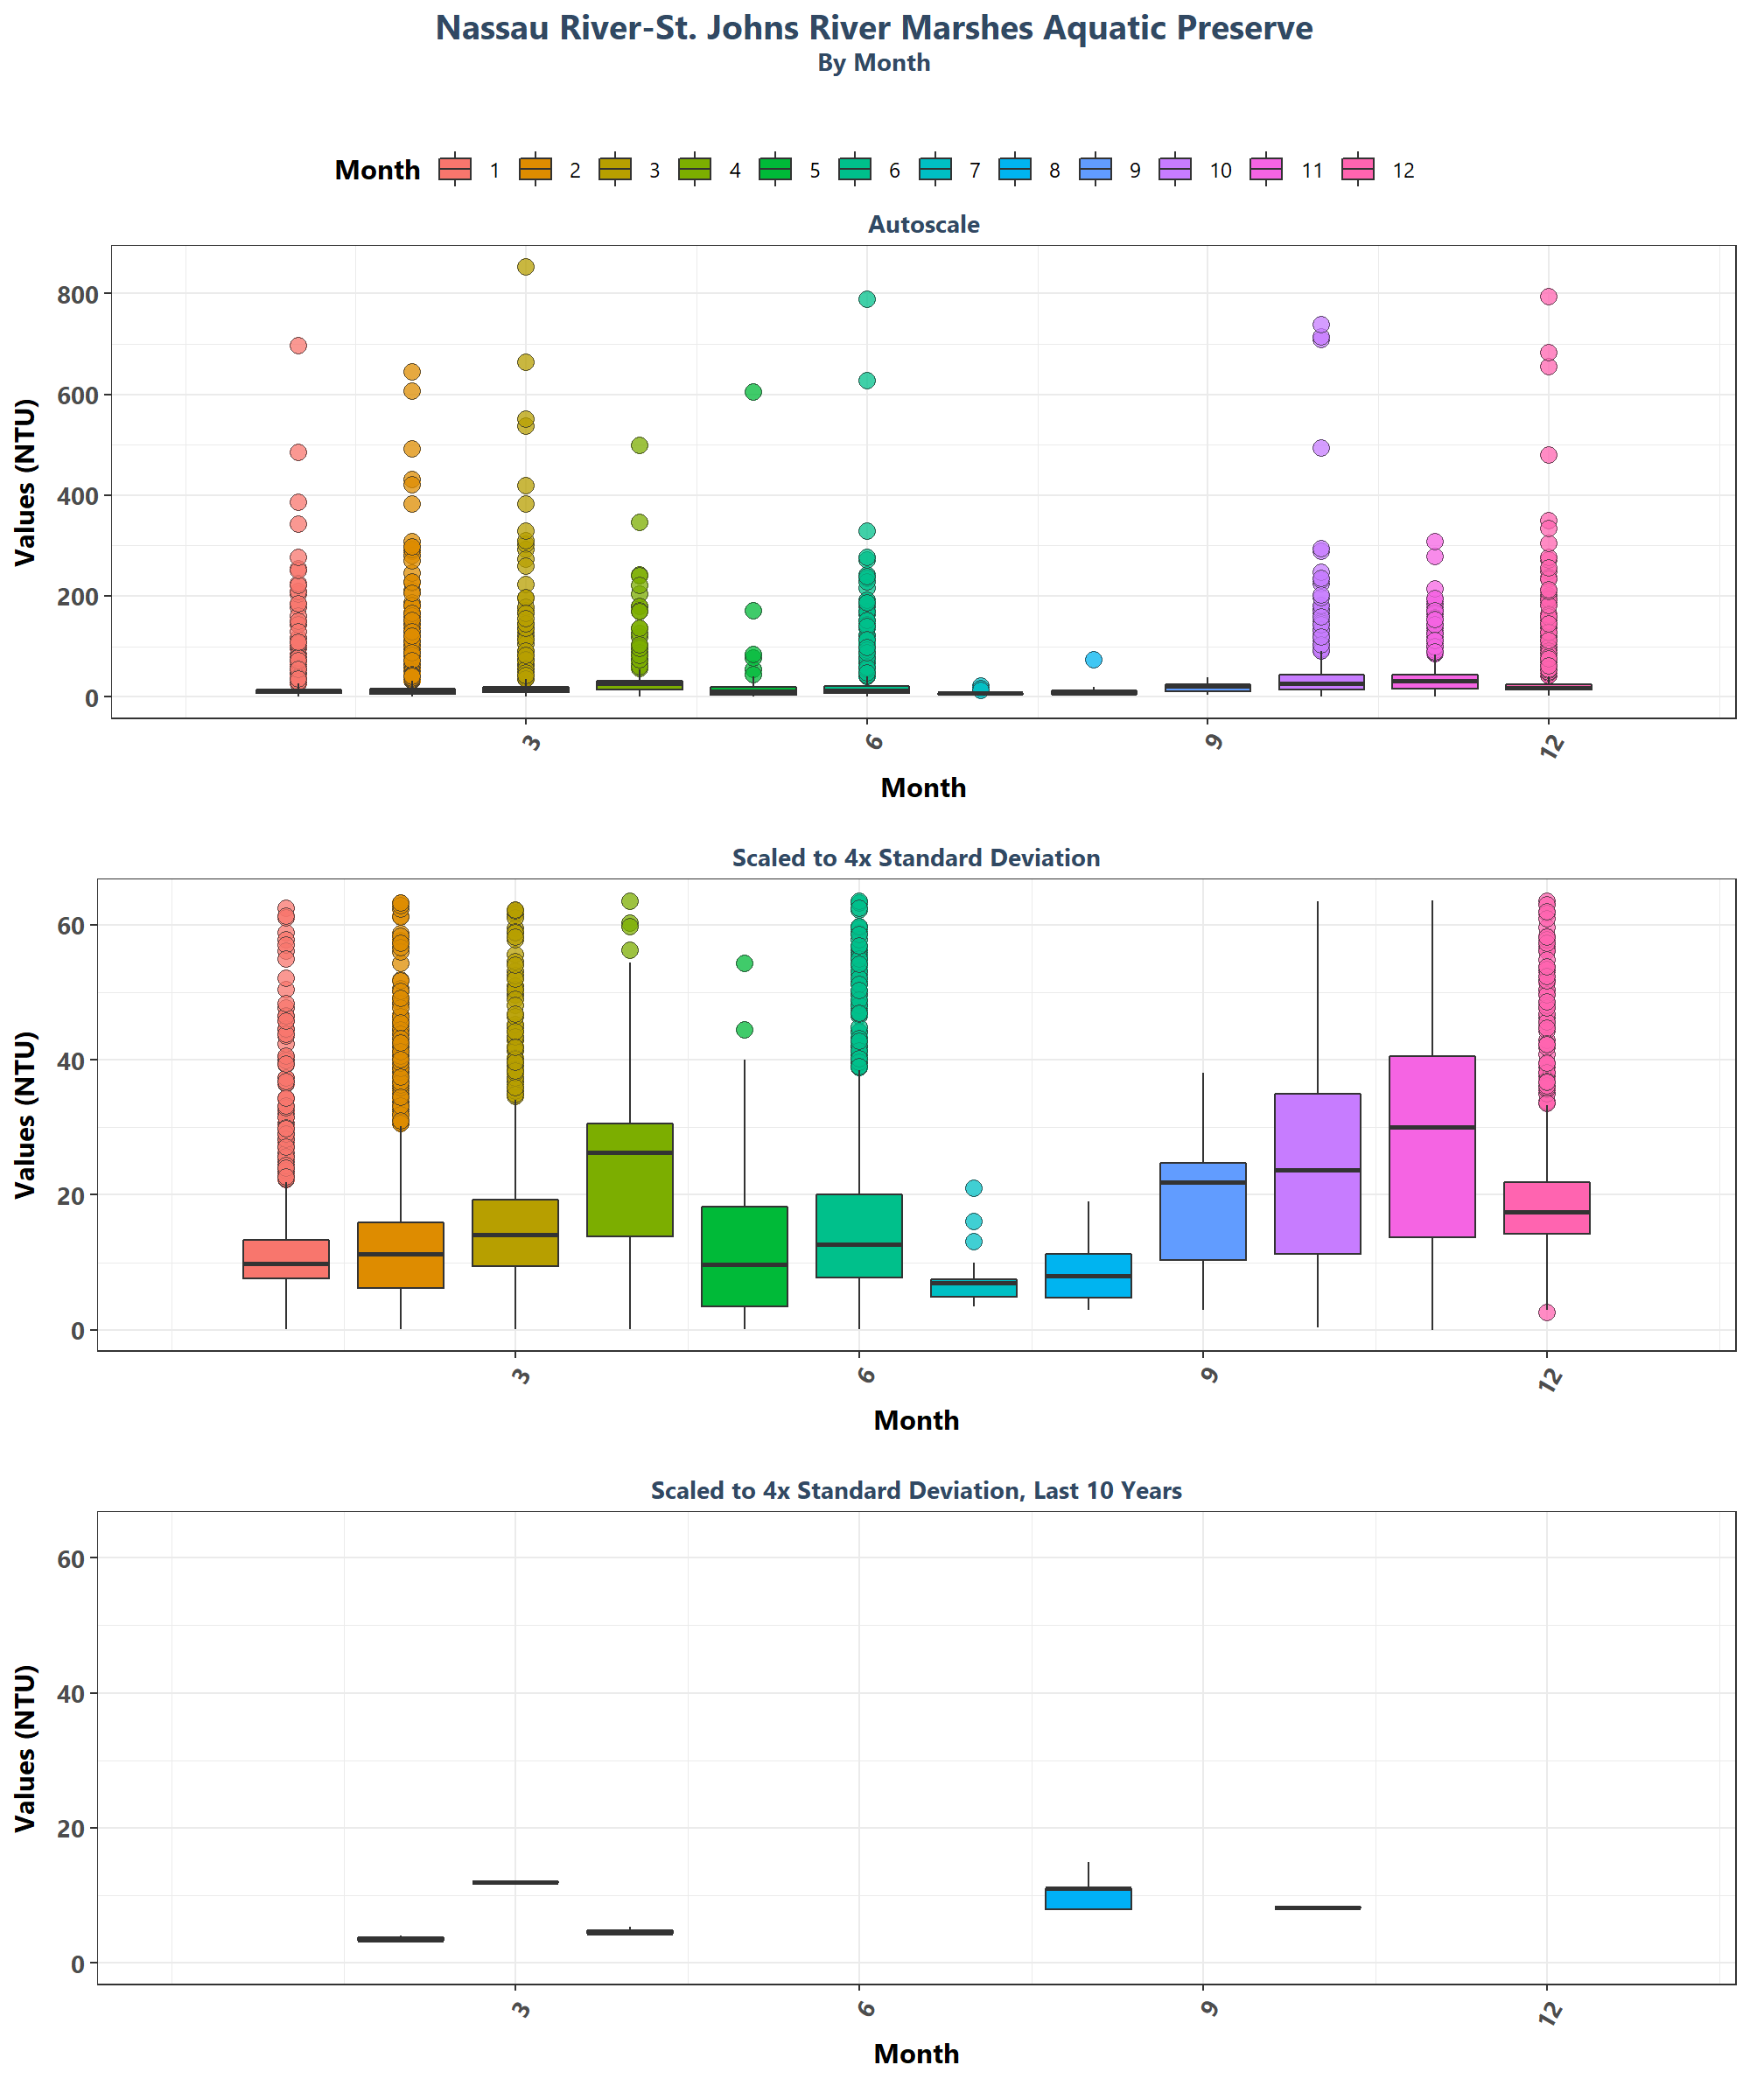 Nassau River-St. Johns River Marshes Aquatic Preserve
By Month
Month 1 2 3 4 5 6 7 8 9 10 11 12
Autoscale
Values (NTU)
800
600
400
200
0
3 6 9 12
Month
Scaled to 4x Standard Deviation
Values (NTU)
60
40
20
0
3 6 9 12
Month
Scaled to 4x Standard Deviation, Last 10 Years
Values (NTU)
60
40
20
0
3 6 9 12
Month